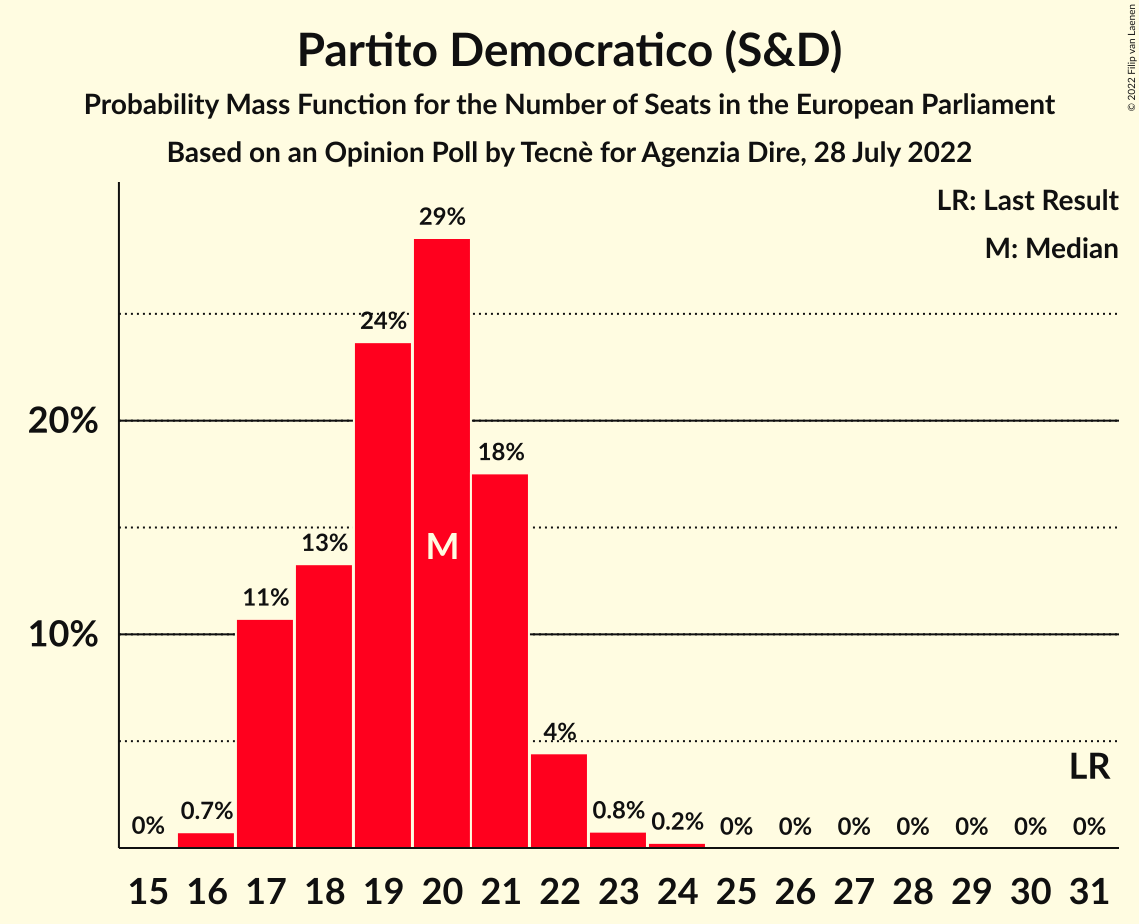 Partito Democratico (S&D)
Probability Mass Function for the Number of Seats in the European Parliament
Based on an Opinion Poll by Tecnè for Agenzia Dire, 28 July 2022
© 2022 Filip van Laenen
LR: Last Result
M: Median
29%
24%
20%
18%
13%
M
11%
10%
4%
LR
0%
0.7%
0.8%
0.2%
0%
0%
0%
0%
0%
0%
0%
15 16 17 18 19 20 21 22 23 24 25 26 27 28 29 30 31